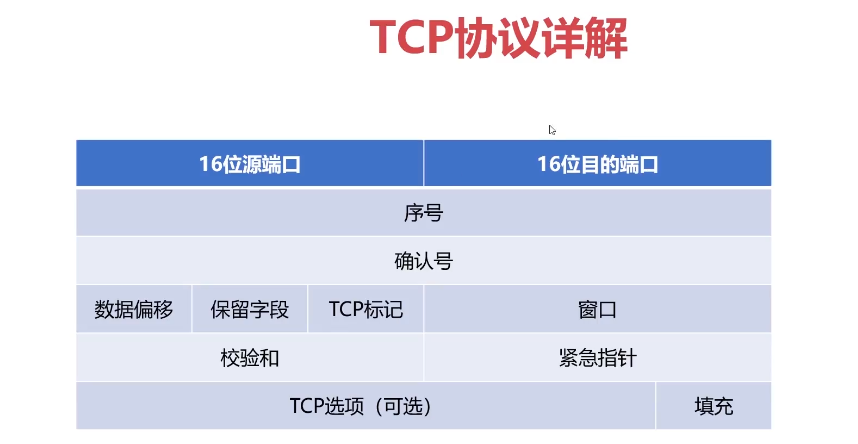 TCP协议详解
16位源端口 16位目的端口
序号
确认号
数据偏移 保留字段 TCP标记 窗口
校验和 紧急指针
TCP选项（可选） 填充